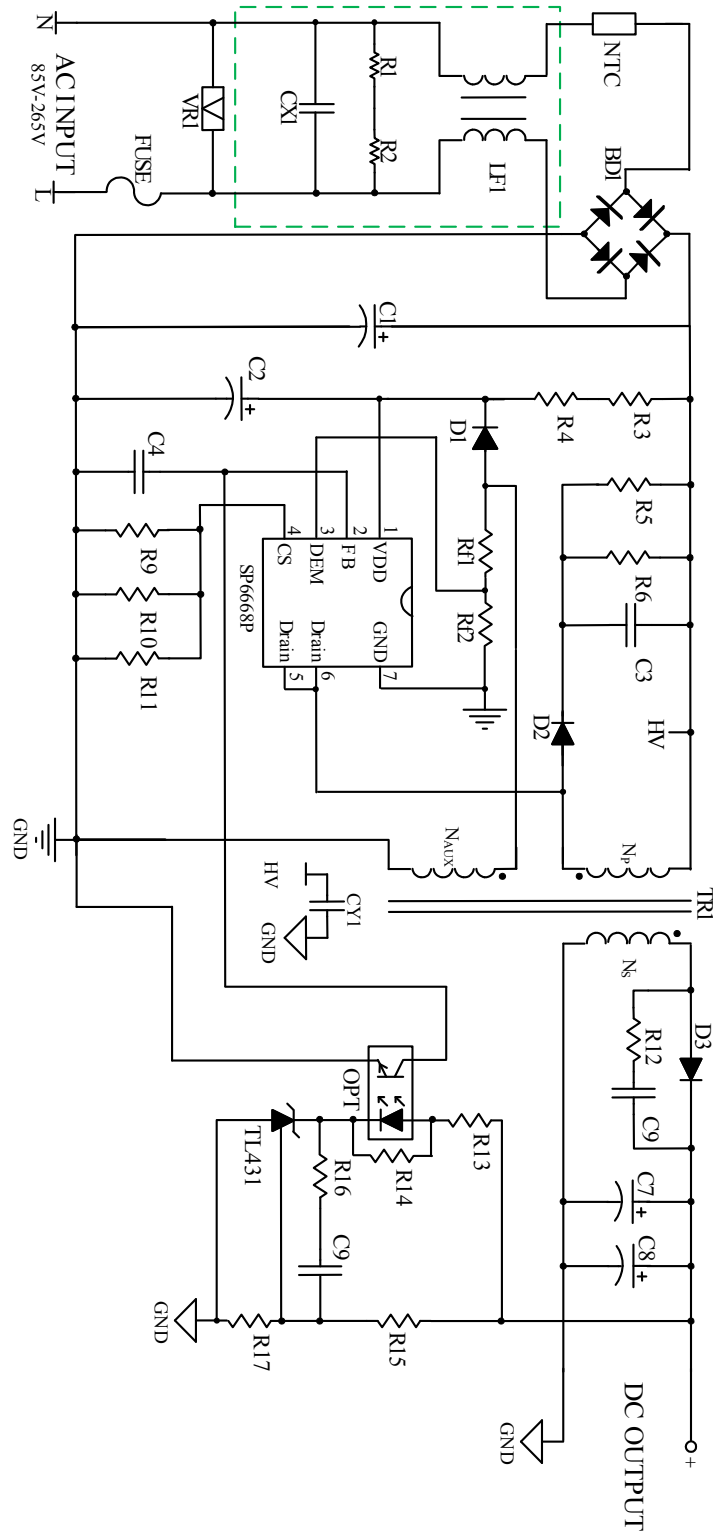 N
AC INPUT
85V-265V
L
FUSE
VR1
CX1
R1
R2
LF1
NTC
BD1
C1
C2
C4
R3
R4
D1
R5
R6
C3
HV
D2
Rf1
Rf2
1
2
3
4
VDD
FB
DEM
CS
SP6668P
GND
Drain
Drain
7
6
5
R9
R10
R11
GND
NAUX
NP
TR1
HV
CY1
GND
NS
D3
R12
C9
C7
C8
OPT
R13
R14
TL431
R16
C9
R15
R17
GND
GND
DC OUTPUT
+
+
+
+
+